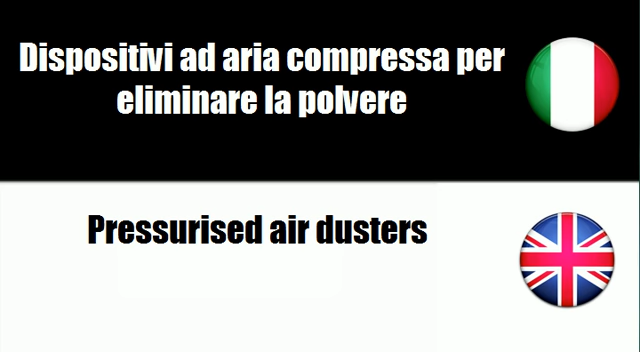 Dispositivi ad aria compressa per
eliminare la polvere
Pressurised air dusters